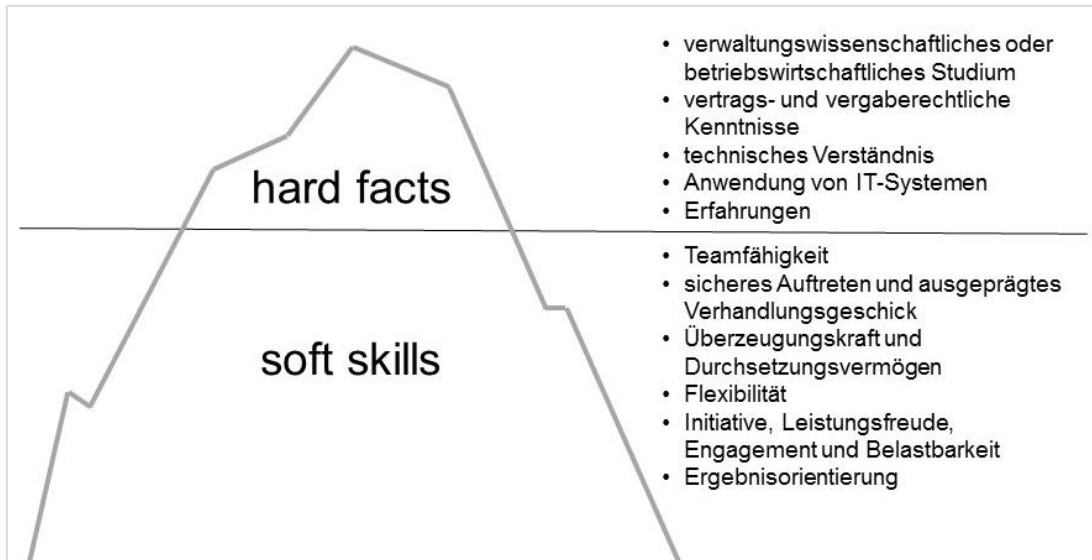 hard facts
• verwaltungswissenschaftliches oder
betriebswirtschaftliches Studium
• vertrags- und vergaberechtliche
Kenntnisse
• technisches Verständnis
• Anwendung von IT-Systemen
• Erfahrungen
soft skills
• Teamfähigkeit
• sicheres Auftreten und ausgeprägtes
Verhandlungsgeschick
• Überzeugungskraft und
Durchsetzungsvermögen
• Flexibilität
• Initiative, Leistungsfreude,
Engagement und Belastbarkeit
• Ergebnisorientierung